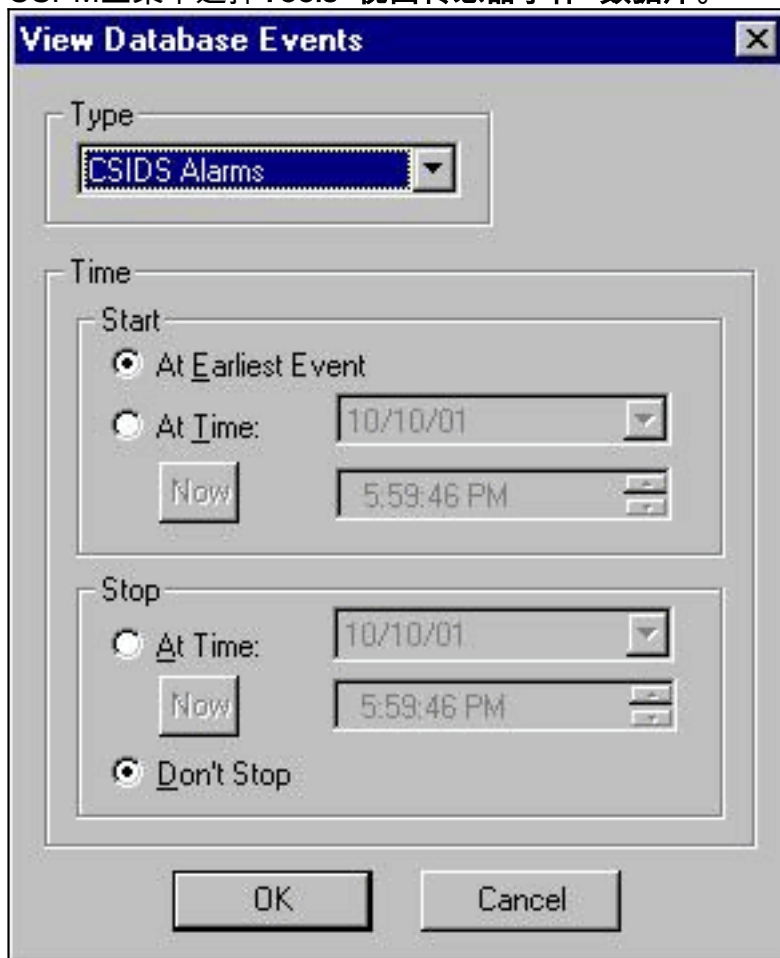 View Database Events
Type
CSIDS Alarms
Time
Start
At Earliest Event
At Time:
10/10/01
Now
5:59:46 PM
Stop
At Time:
10/10/01
Now
5:59:46 PM
Don't Stop
OK
Cancel